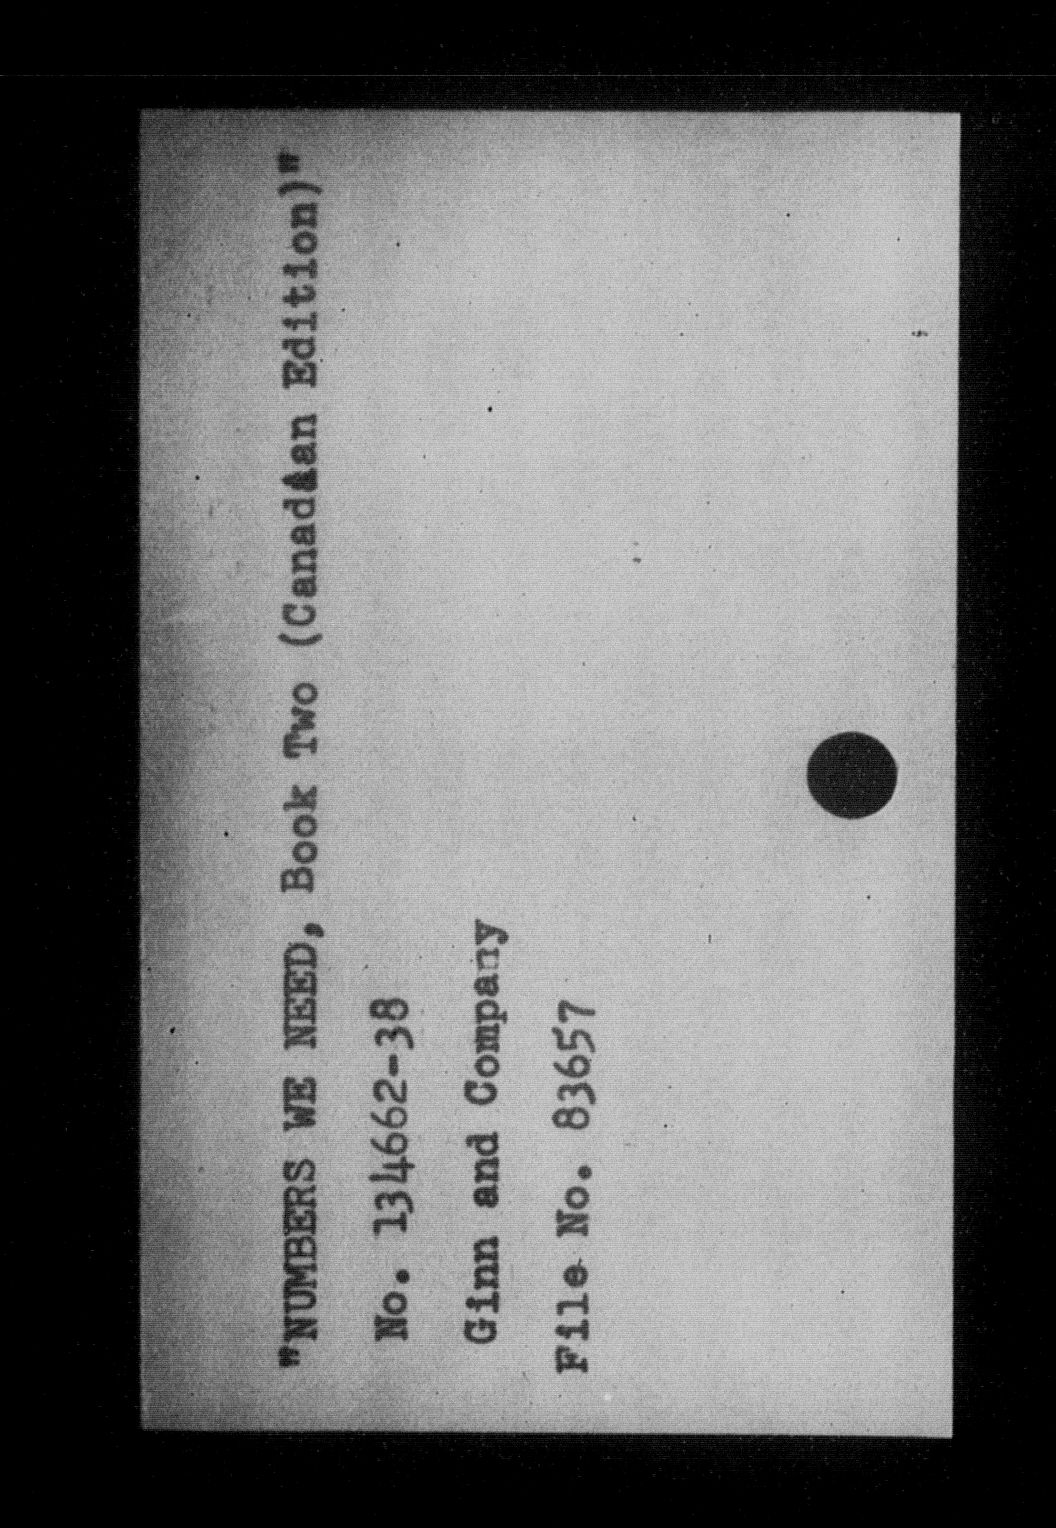 "NUMBERS WE NEED, Book Two (Canadian Edition)"
No. 134662-38
Ginn and Company
File No. 83657